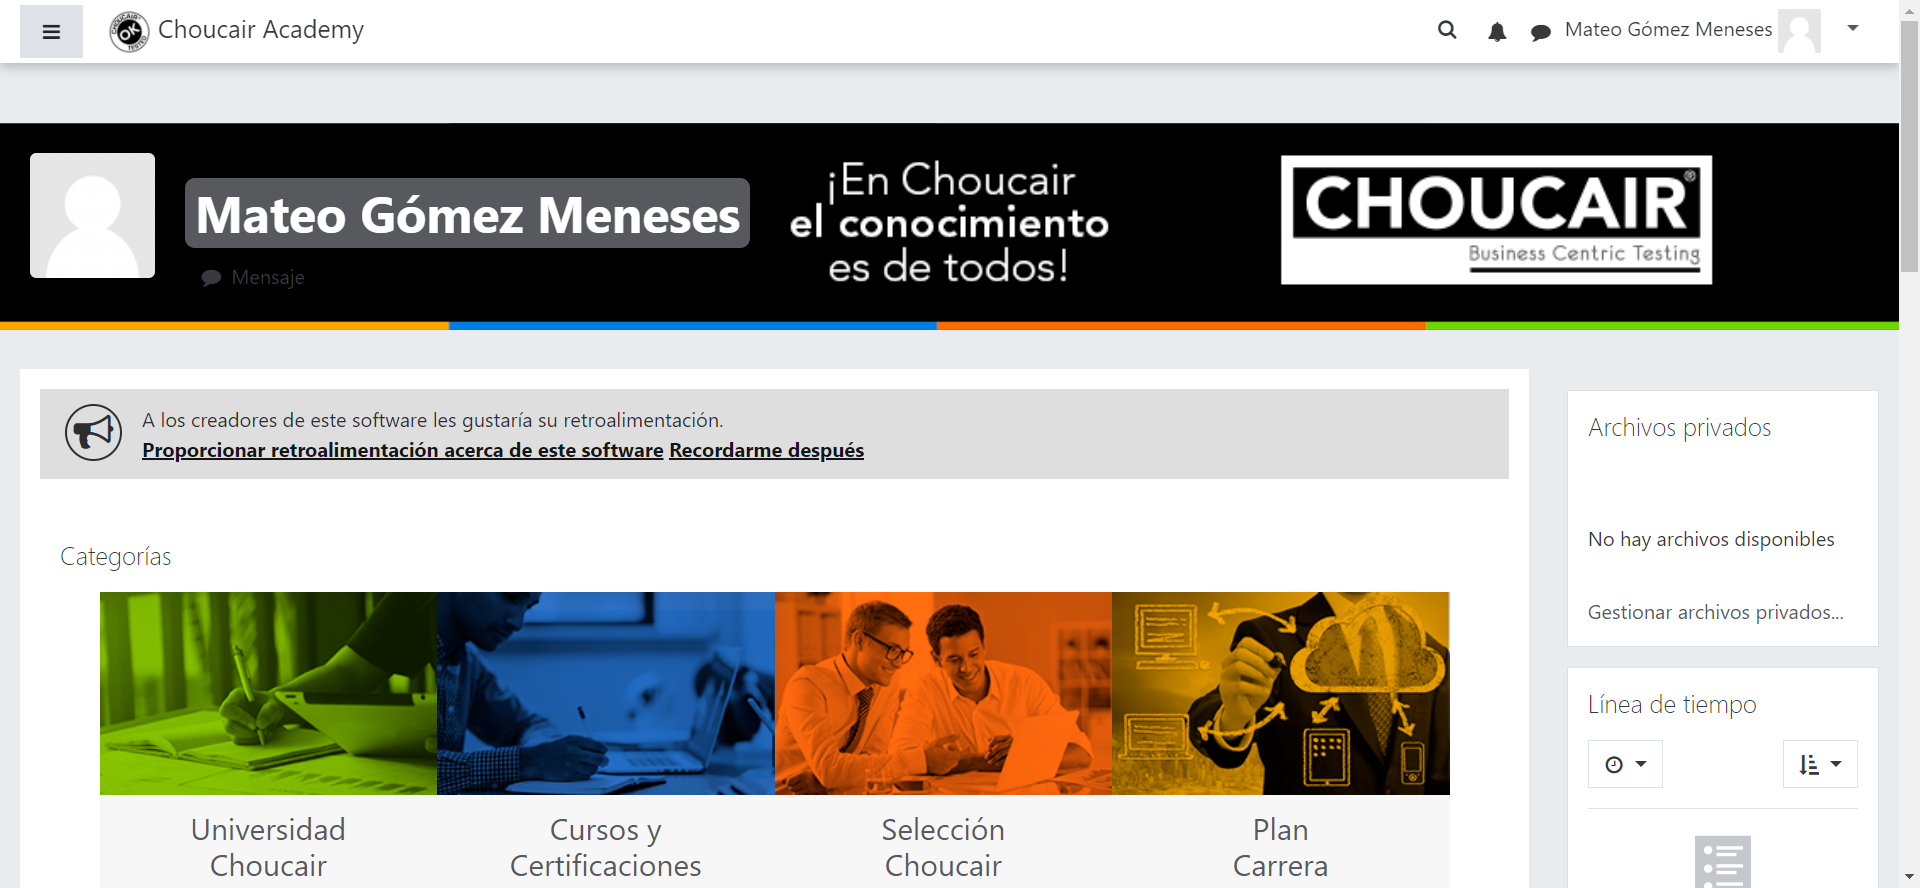 Choucair Academy
Mateo Gómez Meneses
Mateo Gómez Meneses
Mensaje
¡En Choucair
el conocimiento
es de todos!
CHOUCAIR®
Business Centric Testing
A los creadores de este software les gustaría su retroalimentación.
Proporcionar retroalimentación acerca de este software Recordarme después
Categorías
Universidad
Choucair
Cursos y
Certificaciones
Selección
Choucair
Plan
Carrera
Archivos privados
No hay archivos disponibles
Gestionar archivos privados...
Línea de tiempo